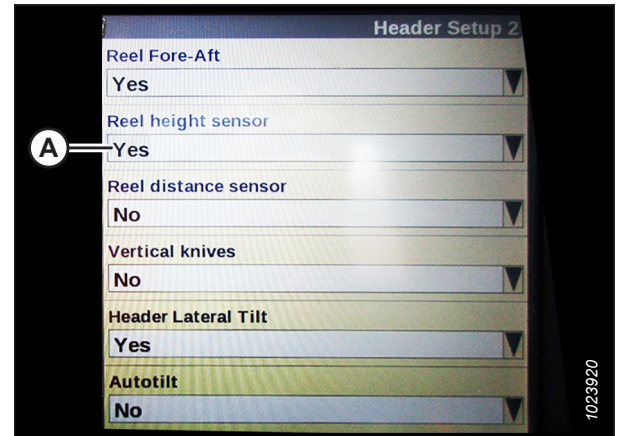 Header Setup 2
Reel Fore-Aft
Yes
Reel height sensor
A
Yes
Reel distance sensor
No
Vertical knives
No
Header Lateral Tilt
Yes
Autotilt
No
1023920